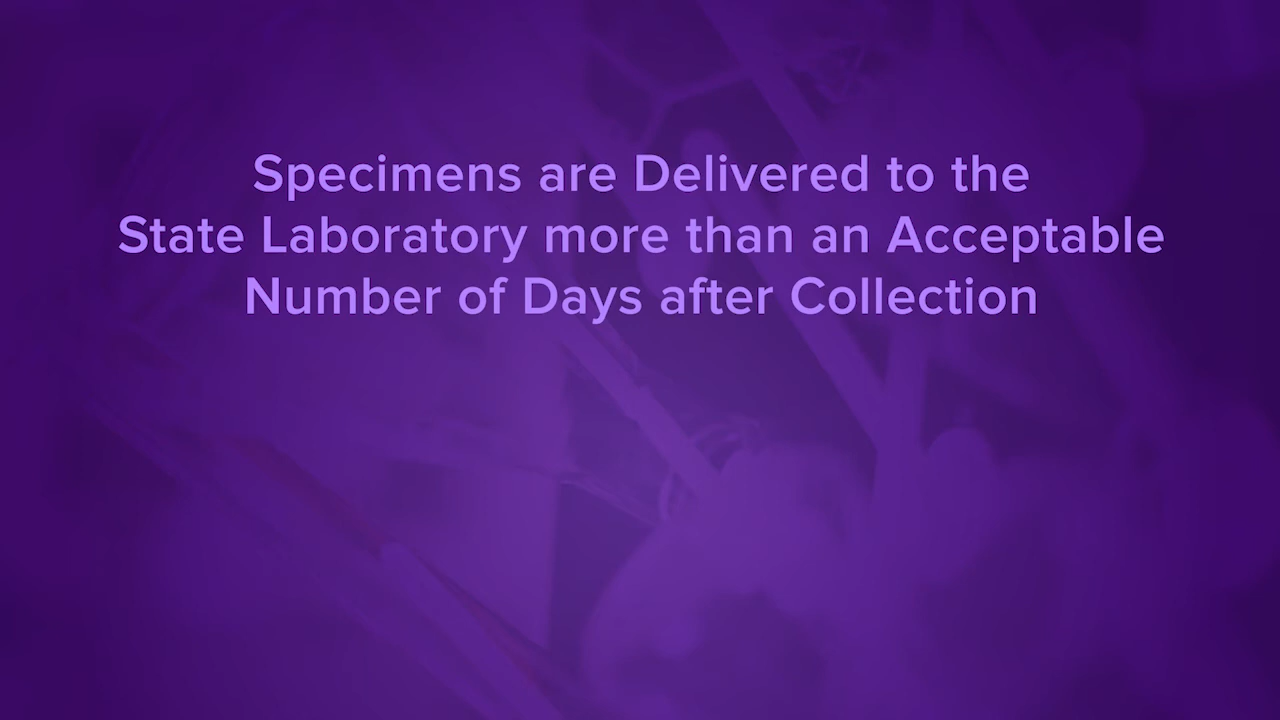 Specimens are Delivered to the
State Laboratory more than an Acceptable
Number of Days after Collection